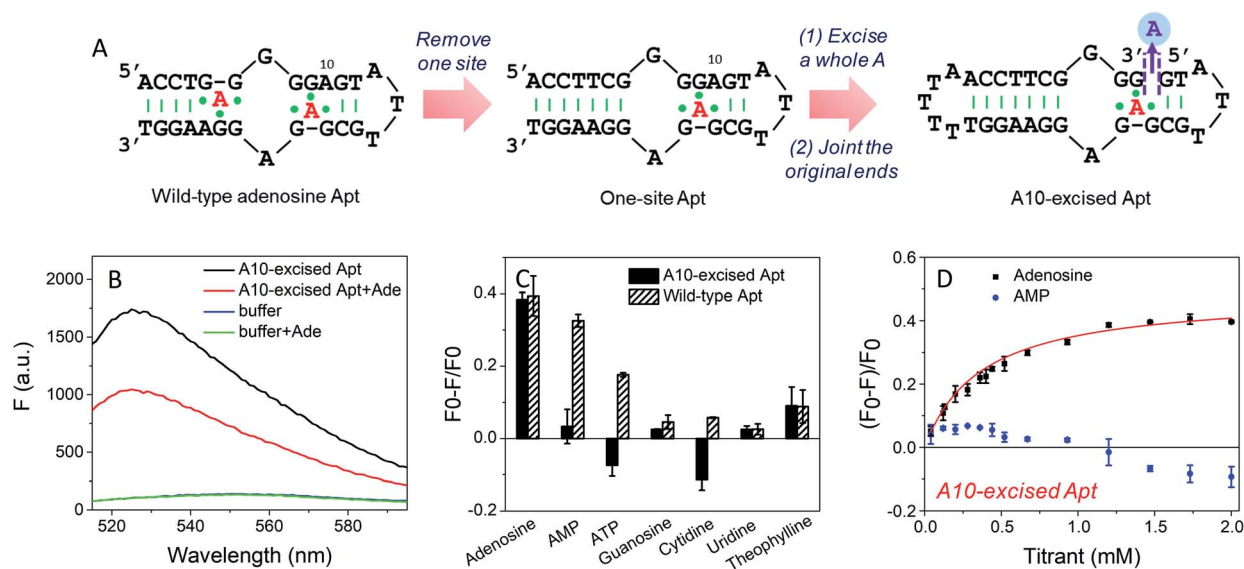 A
5′ ACCTG-G G GGAGT A T T
10
A A
3′ TGGAAGG A G-GCG T
Wild-type adenosine Apt
Remove
one site
5′ ACCTTCG G GGAGT A T T
10
A
3′ TGGAAGG A G-GCG T
One-site Apt
(1) Excise
a whole A
(2) Joint the
original ends
A
3′ 5′
T A ACCTTCG G GG GT A T T
A
T T T TGGAAGG A G-GCG T
A10-excised Apt
B
A10-excised Apt
A10-excised Apt+Ade
buffer
buffer+Ade
F (a.u.)
2000
1500
1000
500
0
520 540 560 580
Wavelength (nm)
C
A10-excised Apt
Wild-type Apt
F0-F/F0
0.4
0.2
0.0
Adenosine
AMP
ATP
Guanosine
Cytidine
Uridine
Theophylline
D
Adenosine
AMP
(F0-F)/F0
0.6
0.4
0.2
0.0
-0.2
A10-excised Apt
0.0 0.5 1.0 1.5 2.0
Titrant (mM)